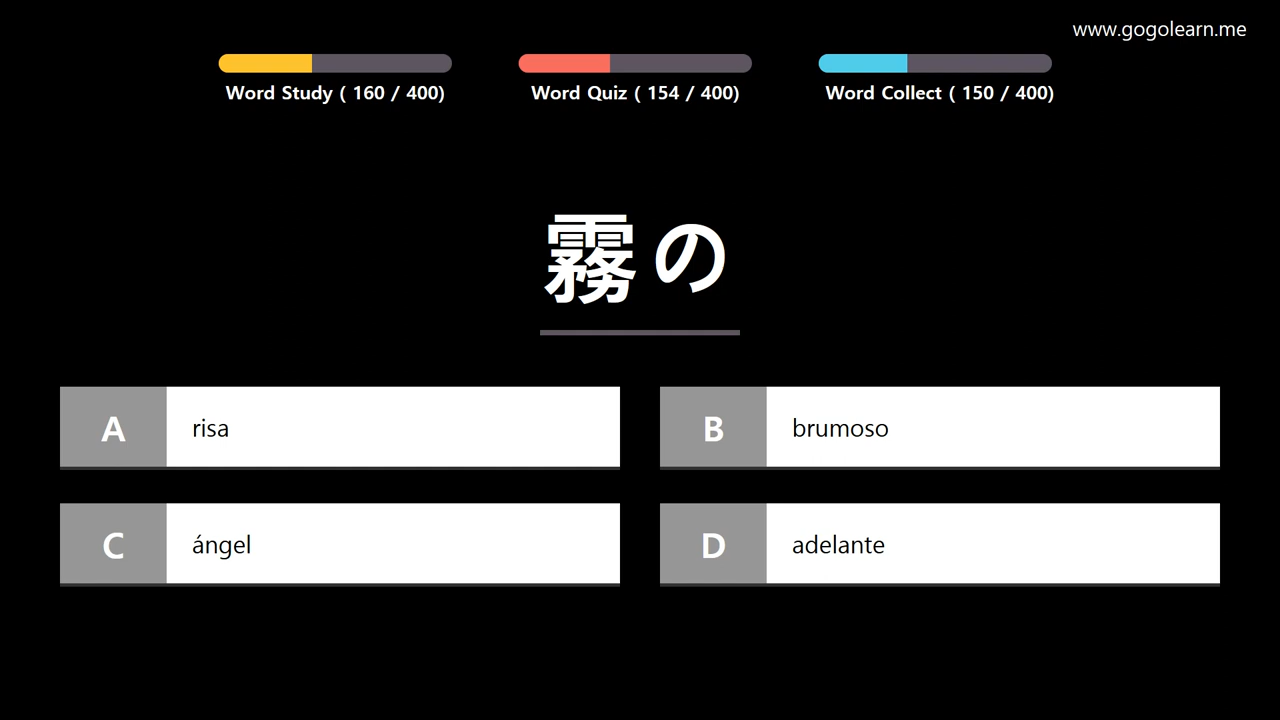 www.gogolearn.me
Word Study ( 160 / 400)
Word Quiz ( 154 / 400)
Word Collect ( 150 / 400)
霧の
A risa
B brumoso
C ángel
D adelante